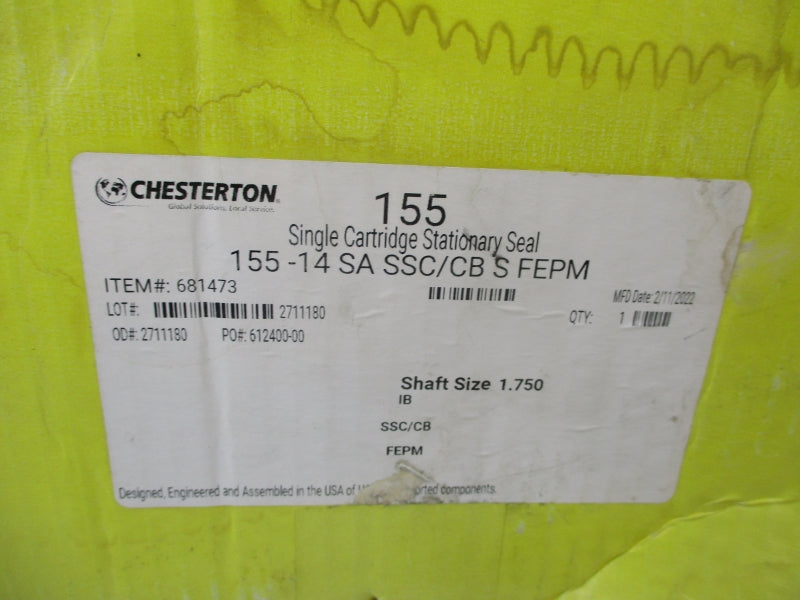 CHESTERTON
Global Solutions, Local Service.
155
Single Cartridge Stationary Seal
155 -14 SA SSC/CB S FEPM
ITEM#: 681473
MFD Date: 2/11/2022
LOT#: 2711180
QTY: 1
OD#: 2711180 PO#: 612400-00
Shaft Size 1.750
IB
SSC/CB
FEPM
Designed, Engineered and Assembled in the USA of components.